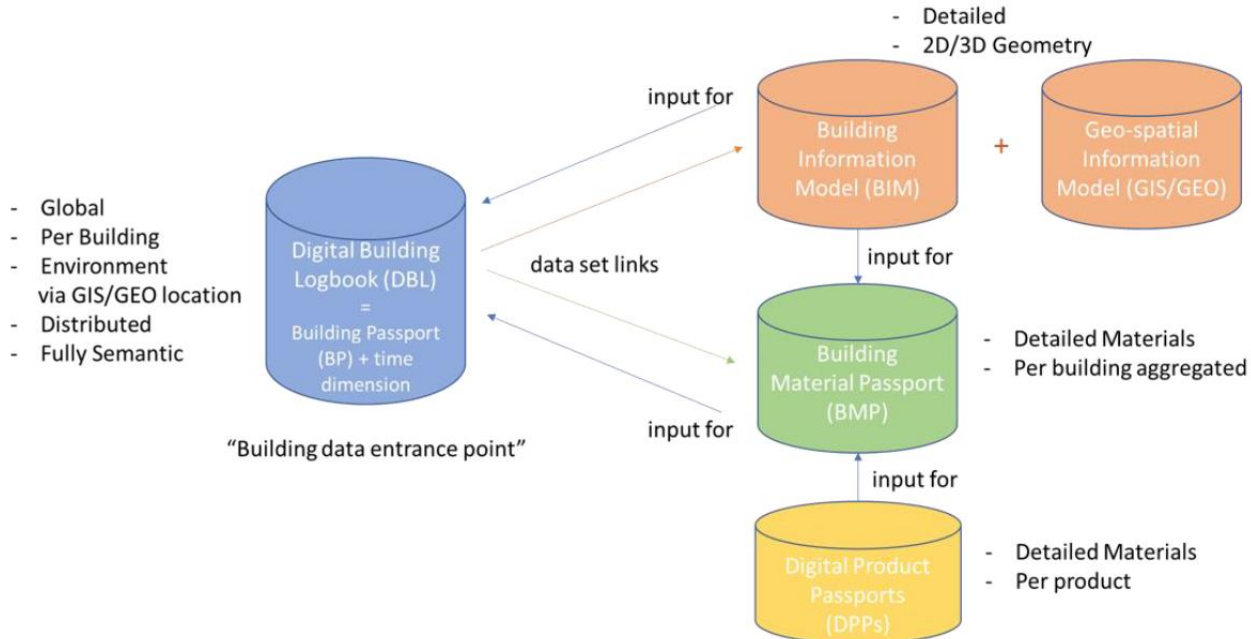 - Detailed
- 2D/3D Geometry
input for
Building
Information
Model (BIM)
+
Geo-spatial
Information
Model (GIS/GEO)
- Global
- Per Building
- Environment
via GIS/GEO location
- Distributed
- Fully Semantic
Digital Building
Logbook (DBL)
=
Building Passport
(BP) + time
dimension
"Building data entrance point"
data set links
input for
input for
Building
Material Passport
(BMP)
- Detailed Materials
- Per building aggregated
input for
Digital Product
Passports
(DPPs)
- Detailed Materials
- Per product